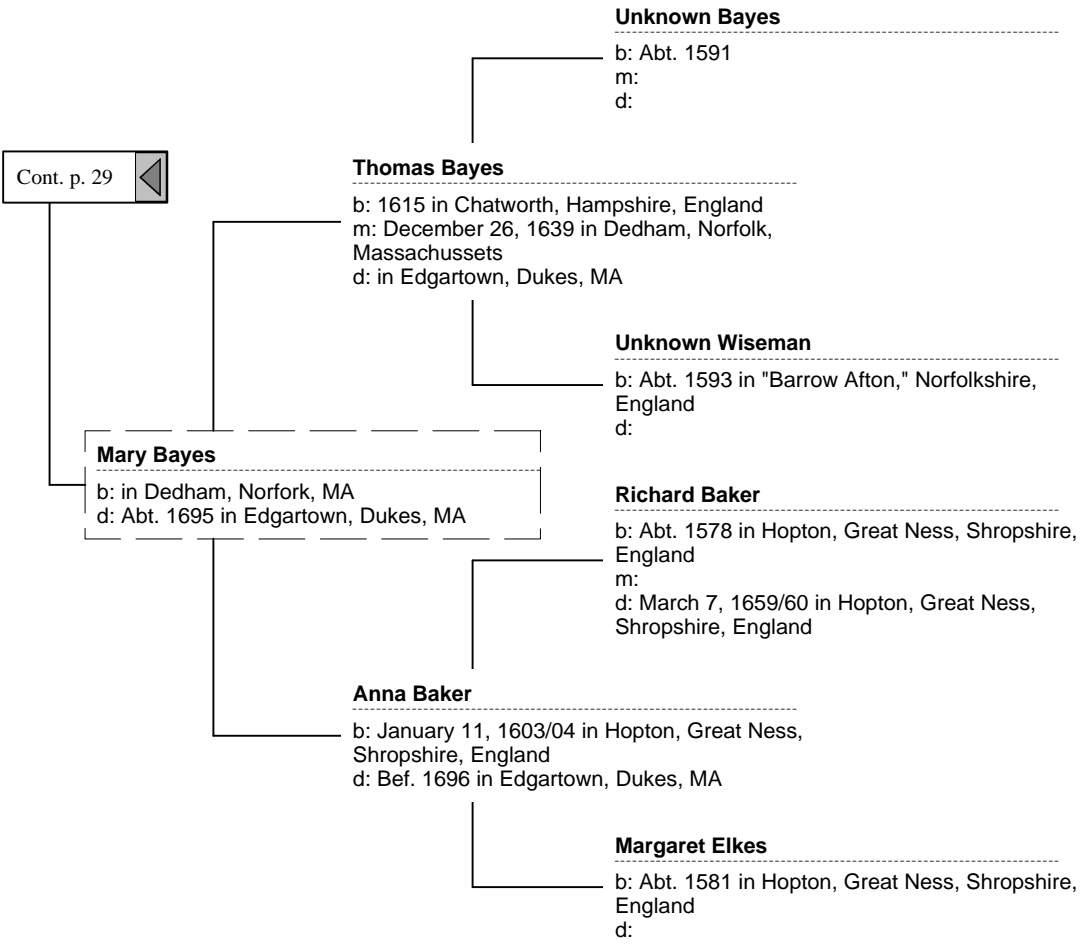 Unknown Bayes
b: Abt. 1591
m:
d:
Cont. p. 29
Thomas Bayes
b: 1615 in Chatworth, Hampshire, England
m: December 26, 1639 in Dedham, Norfolk,
Massachussets
d: in Edgartown, Dukes, MA
Unknown Wiseman
b: Abt. 1593 in "Barrow Afton," Norfolkshire,
England
d:
Mary Bayes
b: in Dedham, Norfork, MA
d: Abt. 1695 in Edgartown, Dukes, MA
Richard Baker
b: Abt. 1578 in Hopton, Great Ness, Shropshire,
England
m:
d: March 7, 1659/60 in Hopton, Great Ness,
Shropshire, England
Anna Baker
b: January 11, 1603/04 in Hopton, Great Ness,
Shropshire, England
d: Bef. 1696 in Edgartown, Dukes, MA
Margaret Elkes
b: Abt. 1581 in Hopton, Great Ness, Shropshire,
England
d: